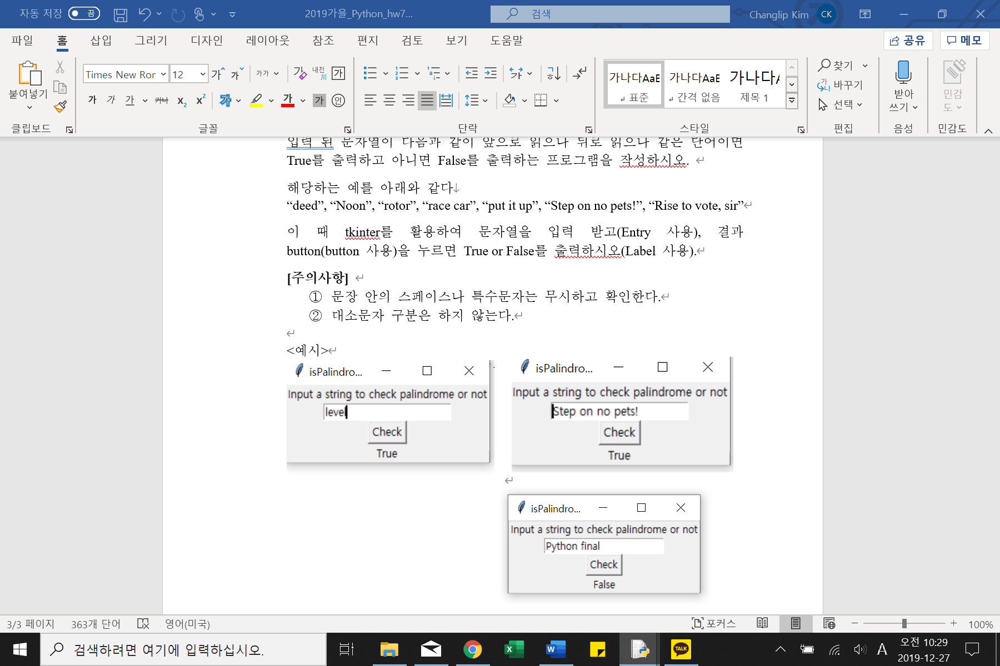 자동 저장 끔 2019가을_Python_hw7... 검색 Changlip Kim CK
파일 홈 삽입 그리기 디자인 레이아웃 참조 편지 검토 보기 도움말 공유 메모
붙여넣기
Times New Ror 12 가 가 가가 가 내천川 가
가 가 가 가나 x₂ x² 가 가 가 인
가나다AaB 표준
가나다AaB 간격 없음
가나다A 제목 1
찾기
바꾸기
선택
받아쓰기
민감도
클립보드 글꼴 단락 스타일 편집 음성 민감도
입력 된 문자열이 다음과 같이 앞으로 읽으나 뒤로 읽으나 같은 단어이면
True를 출력하고 아니면 False를 출력하는 프로그램을 작성하시오.
해당하는 예를 아래와 같다
“deed”, “Noon”, “rotor”, “race car”, “put it up”, “Step on no pets!”, “Rise to vote, sir”
이 때 tkinter를 활용하여 문자열을 입력 받고(Entry 사용), 결과
button(button 사용)을 누르면 True or False를 출력하시오(Label 사용).
[주의사항]
① 문장 안의 스페이스나 특수문자는 무시하고 확인한다.
② 대소문자 구분은 하지 않는다.
<예시>
isPalindro...
Input a string to check palindrome or not
level
Check
True
isPalindro...
Input a string to check palindrome or not
Step on no pets!
Check
True
isPalindro...
Input a string to check palindrome or not
Python final
Check
False
3/3 페이지 363개 단어 영어(미국) 포커스 100%
검색하려면 여기에 입력하십시오.
TALK
A
오전 10:29
2019-12-27